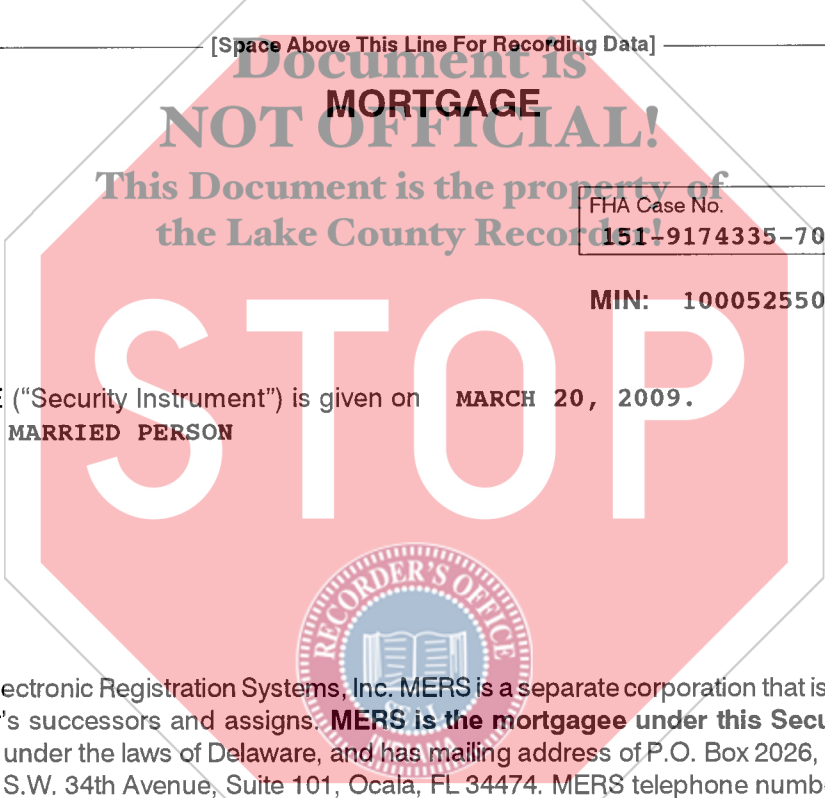 [Space Above This Line For Recording Data]
Document is
MORTGAGE
NOT OFFICIAL!
This Document is the property of
the Lake County Recorder!
FHA Case No.
151-9174335-70
MIN: 100052550
STOP
("Security Instrument") is given on MARCH 20, 2009.
MARRIED PERSON
RECORDER'S OFFICE
SEAL
INDIANA
ectronic Registration Systems, Inc. MERS is a separate corporation that is
's successors and assigns. MERS is the mortgagee under this Secu
under the laws of Delaware, and has mailing address of P.O. Box 2026,
S.W. 34th Avenue, Suite 101, Ocala, FL 34474. MERS telephone numb